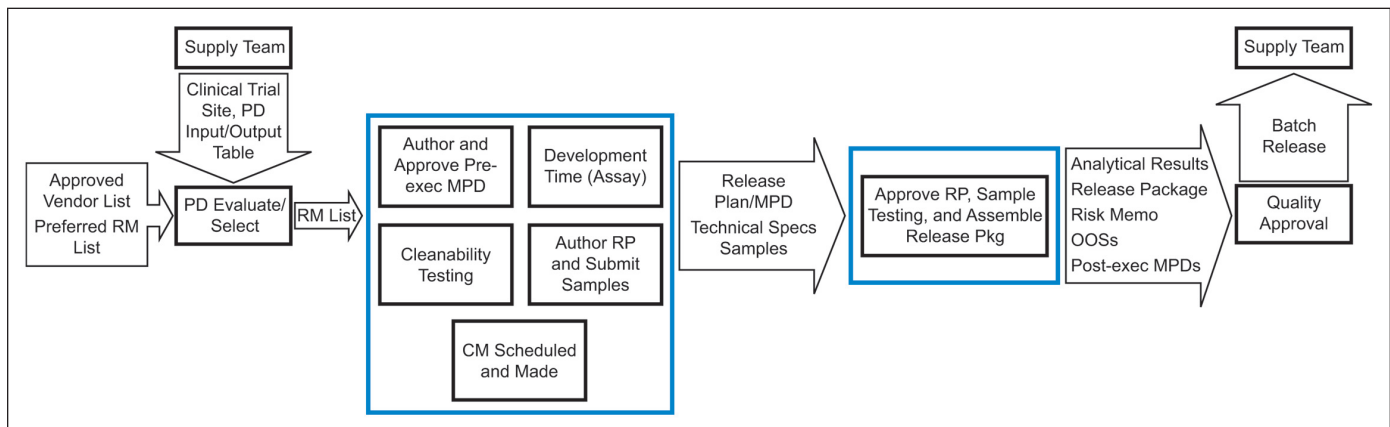 Supply Team
Clinical Trial
Site, PD
Input/Output
Table
Approved
Vendor List
Preferred RM
List
PD Evaluate/
Select
RM List
Author and
Approve Pre-
exec MPD
Development
Time (Assay)
Cleanability
Testing
Author RP
and Submit
Samples
CM Scheduled
and Made
Release
Plan/MPD
Technical Specs
Samples
Approve RP, Sample
Testing, and Assemble
Release Pkg
Analytical Results
Release Package
Risk Memo
OOSs
Post-exec MPDs
Quality
Approval
Batch
Release
Supply Team